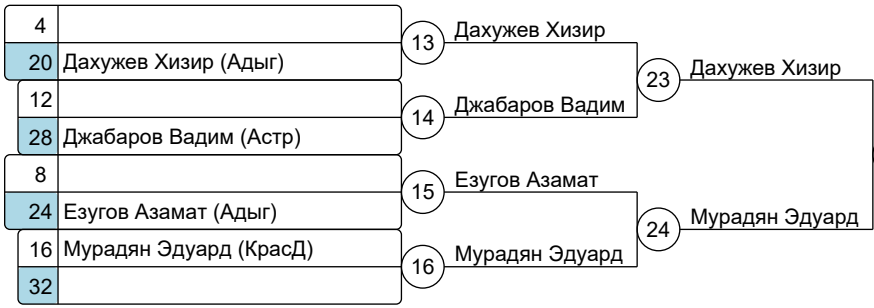 4
13 Дахужев Хизир
20 Дахужев Хизир (Адыг)
23 Дахужев Хизир
12
14 Джабаров Вадим
28 Джабаров Вадим (Астр)
8
15 Езугов Азамат
24 Езугов Азамат (Адыг)
24 Мурадян Эдуард
16 Мурадян Эдуард (КрасД)
16 Мурадян Эдуард
32